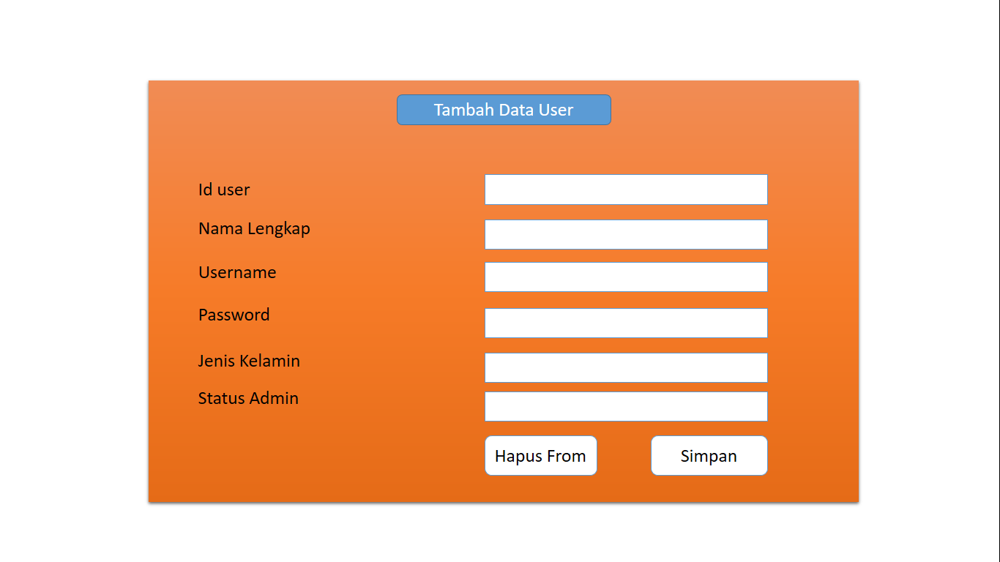 Tambah Data User
Id user
Nama Lengkap
Username
Password
Jenis Kelamin
Status Admin
Hapus From
Simpan